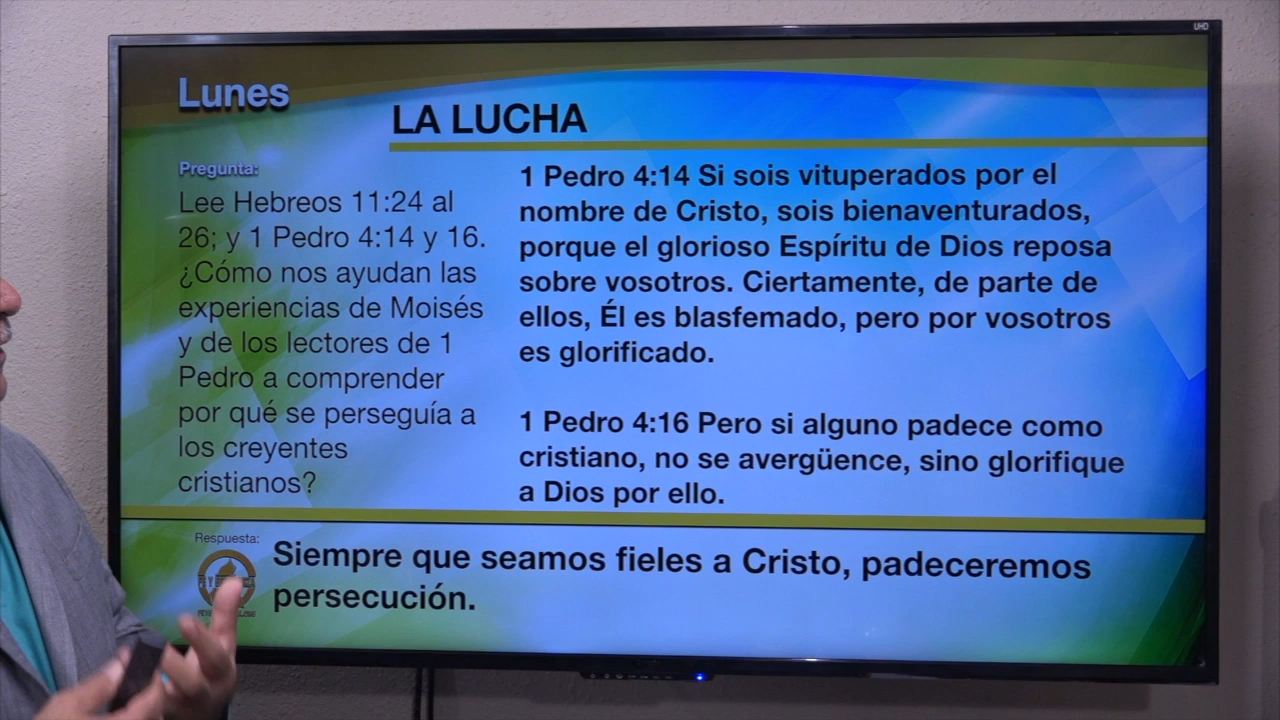 UHD
Lunes
LA LUCHA
Pregunta:
Lee Hebreos 11:24 al
26; y 1 Pedro 4:14 y 16.
¿Cómo nos ayudan las
experiencias de Moisés
y de los lectores de 1
Pedro a comprender
por qué se perseguía a
los creyentes
cristianos?
1 Pedro 4:14 Si sois vituperados por el
nombre de Cristo, sois bienaventurados,
porque el glorioso Espíritu de Dios reposa
sobre vosotros. Ciertamente, de parte de
ellos, Él es blasfemado, pero por vosotros
es glorificado.
1 Pedro 4:16 Pero si alguno padece como
cristiano, no se avergüence, sino glorifique
a Dios por ello.
Respuesta:
Siempre que seamos fieles a Cristo, padeceremos
persecución.